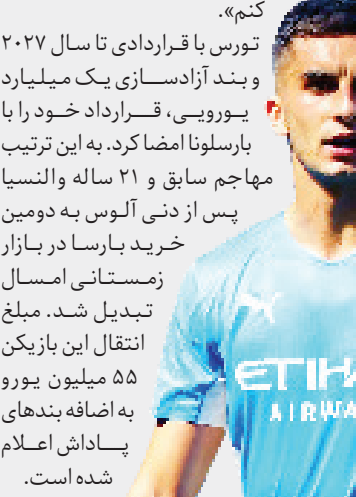 کنم».
تورس با قراردادی تا سال ۲۰۲۷
و بند آزادسازی یک میلیارد
یورویی، قرارداد خود را با
بارسلونا امضا کرد. به این ترتیب
مهاجم سابق و ۲۱ ساله والنسیا
پس از دنی آلوس به دومین
خرید بارسا در بازار
زمستانی امسال
تبدیل شد. مبلغ
انتقال این بازیکن
۵۵ میلیون یورو
به اضافه بندهای
پاداش اعلام
شده است.
ETIHA
AIRWA